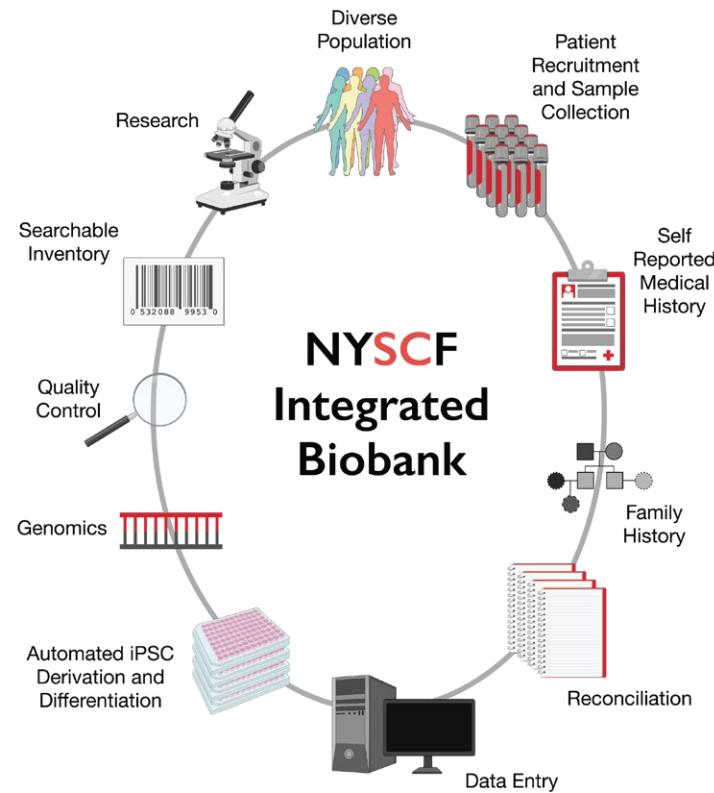 Diverse
Population
Patient
Recruitment
and Sample
Collection
Self
Reported
Medical
History
Family
History
Reconciliation
Data Entry
Automated iPSC
Derivation and
Differentiation
Genomics
Quality
Control
Searchable
Inventory
0 532088 99530
Research
NYSCF
Integrated
Biobank